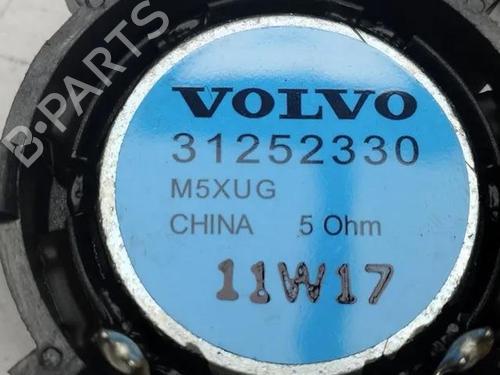 B-PARTS
VOLVO
31252330
M5XUG
CHINA 5 Ohm
11W17